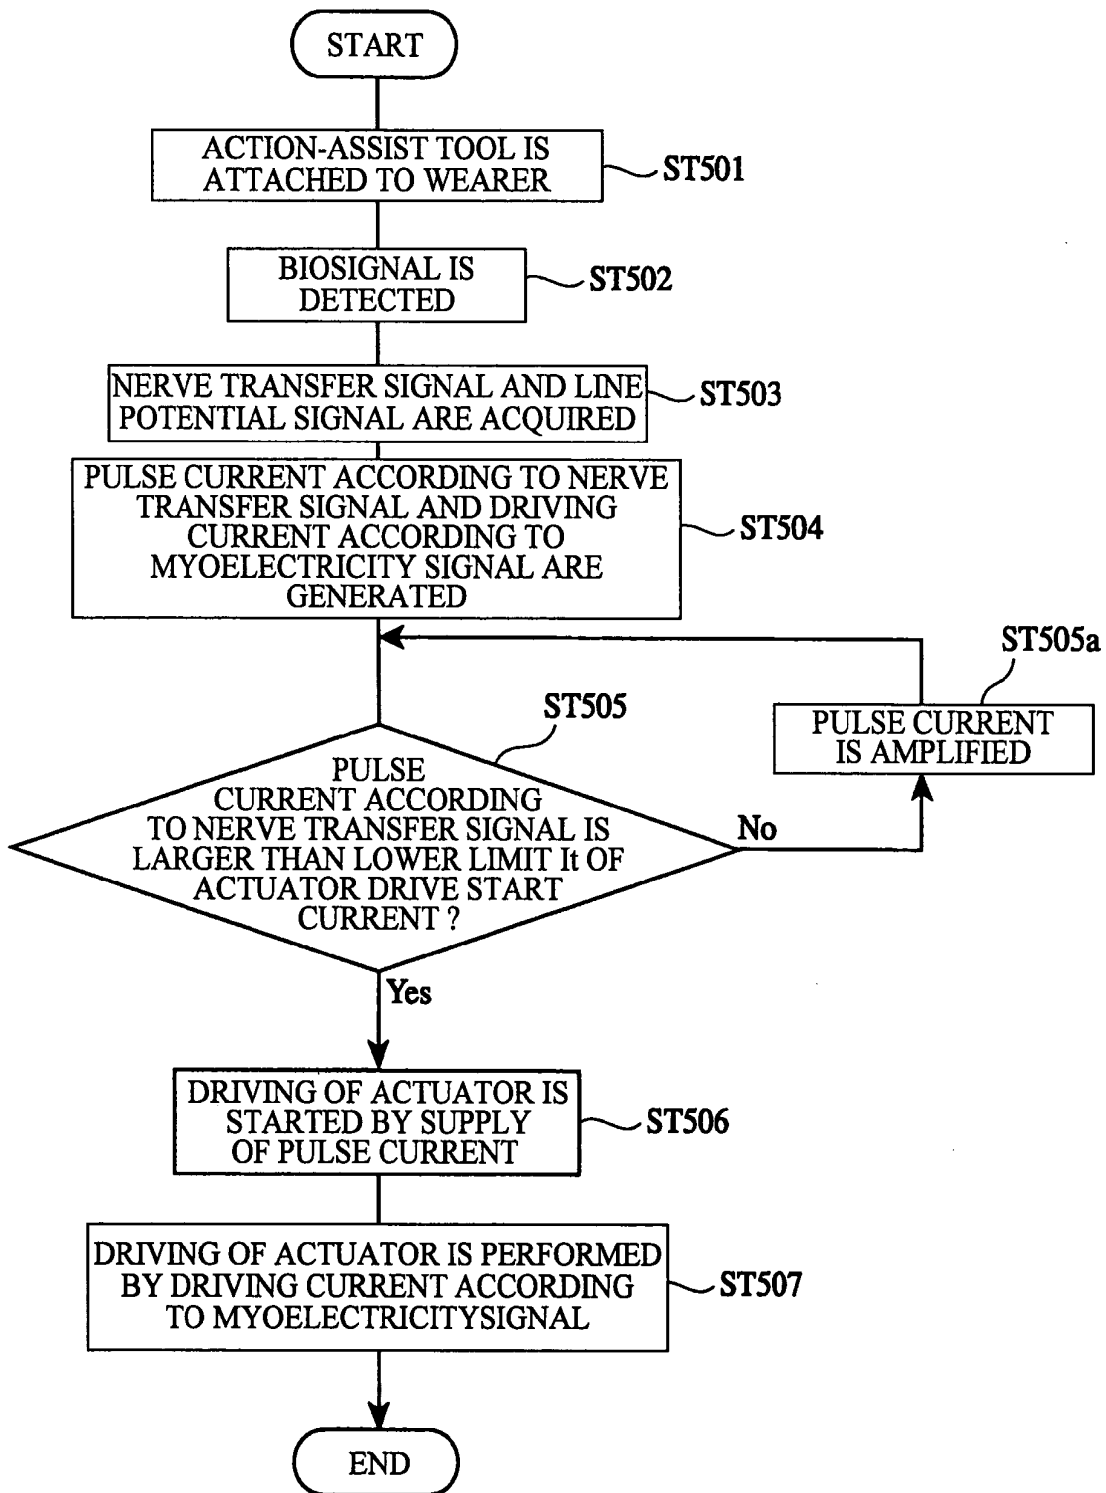 START
ACTION-ASSIST TOOL IS
ATTACHED TO WEARER
ST501
BIOSIGNAL IS
DETECTED
ST502
NERVE TRANSFER SIGNAL AND LINE
POTENTIAL SIGNAL ARE ACQUIRED
ST503
PULSE CURRENT ACCORDING TO NERVE
TRANSFER SIGNAL AND DRIVING
CURRENT ACCORDING TO
MYOELECTRICITY SIGNAL ARE
GENERATED
ST504
ST505a
PULSE CURRENT
IS AMPLIFIED
ST505
PULSE
CURRENT ACCORDING
TO NERVE TRANSFER SIGNAL IS
LARGER THAN LOWER LIMIT It OF
ACTUATOR DRIVE START
CURRENT ?
No
Yes
DRIVING OF ACTUATOR IS
STARTED BY SUPPLY
OF PULSE CURRENT
ST506
DRIVING OF ACTUATOR IS PERFORMED
BY DRIVING CURRENT ACCORDING
TO MYOELECTRICITYSIGNAL
ST507
END